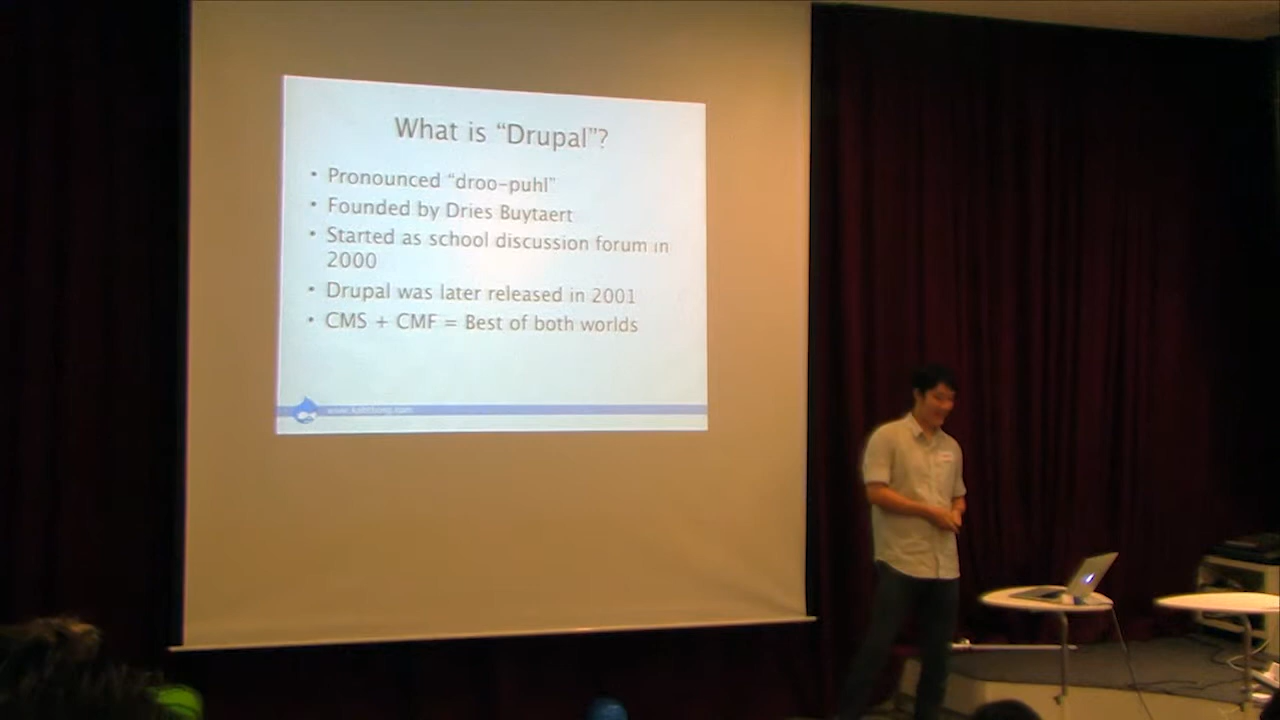 What is “Drupal”?
• Pronounced “droo-puhl”
• Founded by Dries Buytaert
• Started as school discussion forum in
2000
• Drupal was later released in 2001
• CMS + CMF = Best of both worlds